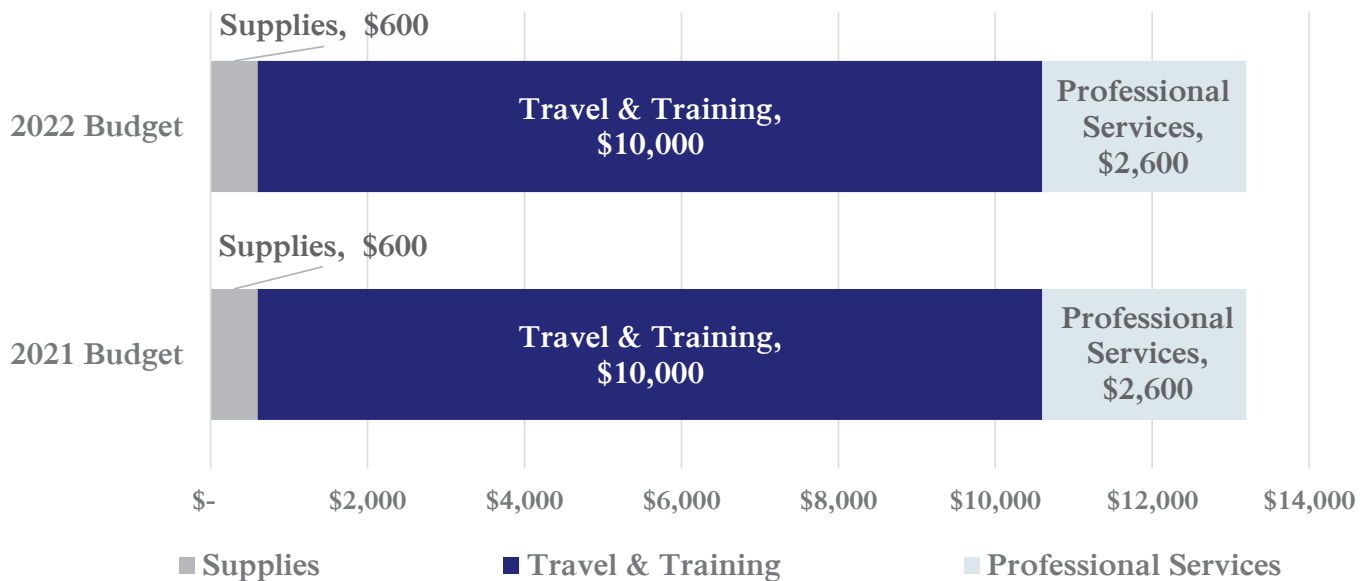 Supplies, $600
2022 Budget
Travel & Training,
$10,000
Professional
Services,
$2,600
Supplies, $600
2021 Budget
Travel & Training,
$10,000
Professional
Services,
$2,600
$- $2,000 $4,000 $6,000 $8,000 $10,000 $12,000 $14,000
Supplies Travel & Training Professional Services